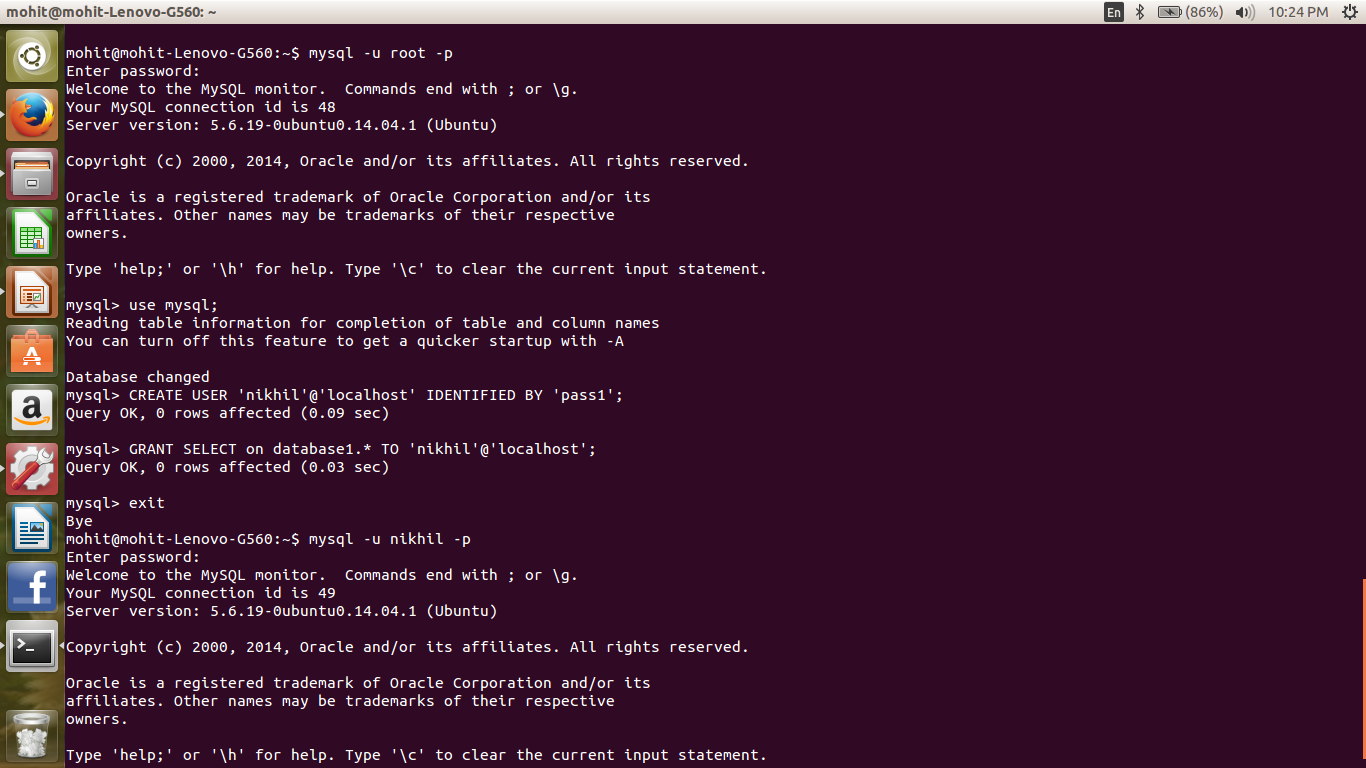 mohit@mohit-Lenovo-G560: ~
En (86%) 10:24 PM
mohit@mohit-Lenovo-G560:~$ mysql -u root -p
Enter password:
Welcome to the MySQL monitor.  Commands end with ; or \g.
Your MySQL connection id is 48
Server version: 5.6.19-0ubuntu0.14.04.1 (Ubuntu)
Copyright (c) 2000, 2014, Oracle and/or its affiliates. All rights reserved.
Oracle is a registered trademark of Oracle Corporation and/or its
affiliates. Other names may be trademarks of their respective
owners.
Type 'help;' or '\h' for help. Type '\c' to clear the current input statement.
mysql> use mysql;
Reading table information for completion of table and column names
You can turn off this feature to get a quicker startup with -A
Database changed
mysql> CREATE USER 'nikhil'@'localhost' IDENTIFIED BY 'pass1';
Query OK, 0 rows affected (0.09 sec)
mysql> GRANT SELECT on database1.* TO 'nikhil'@'localhost';
Query OK, 0 rows affected (0.03 sec)
mysql> exit
Bye
mohit@mohit-Lenovo-G560:~$ mysql -u nikhil -p
Enter password:
Welcome to the MySQL monitor.  Commands end with ; or \g.
Your MySQL connection id is 49
Server version: 5.6.19-0ubuntu0.14.04.1 (Ubuntu)
Copyright (c) 2000, 2014, Oracle and/or its affiliates. All rights reserved.
Oracle is a registered trademark of Oracle Corporation and/or its
affiliates. Other names may be trademarks of their respective
owners.
Type 'help;' or '\h' for help. Type '\c' to clear the current input statement.